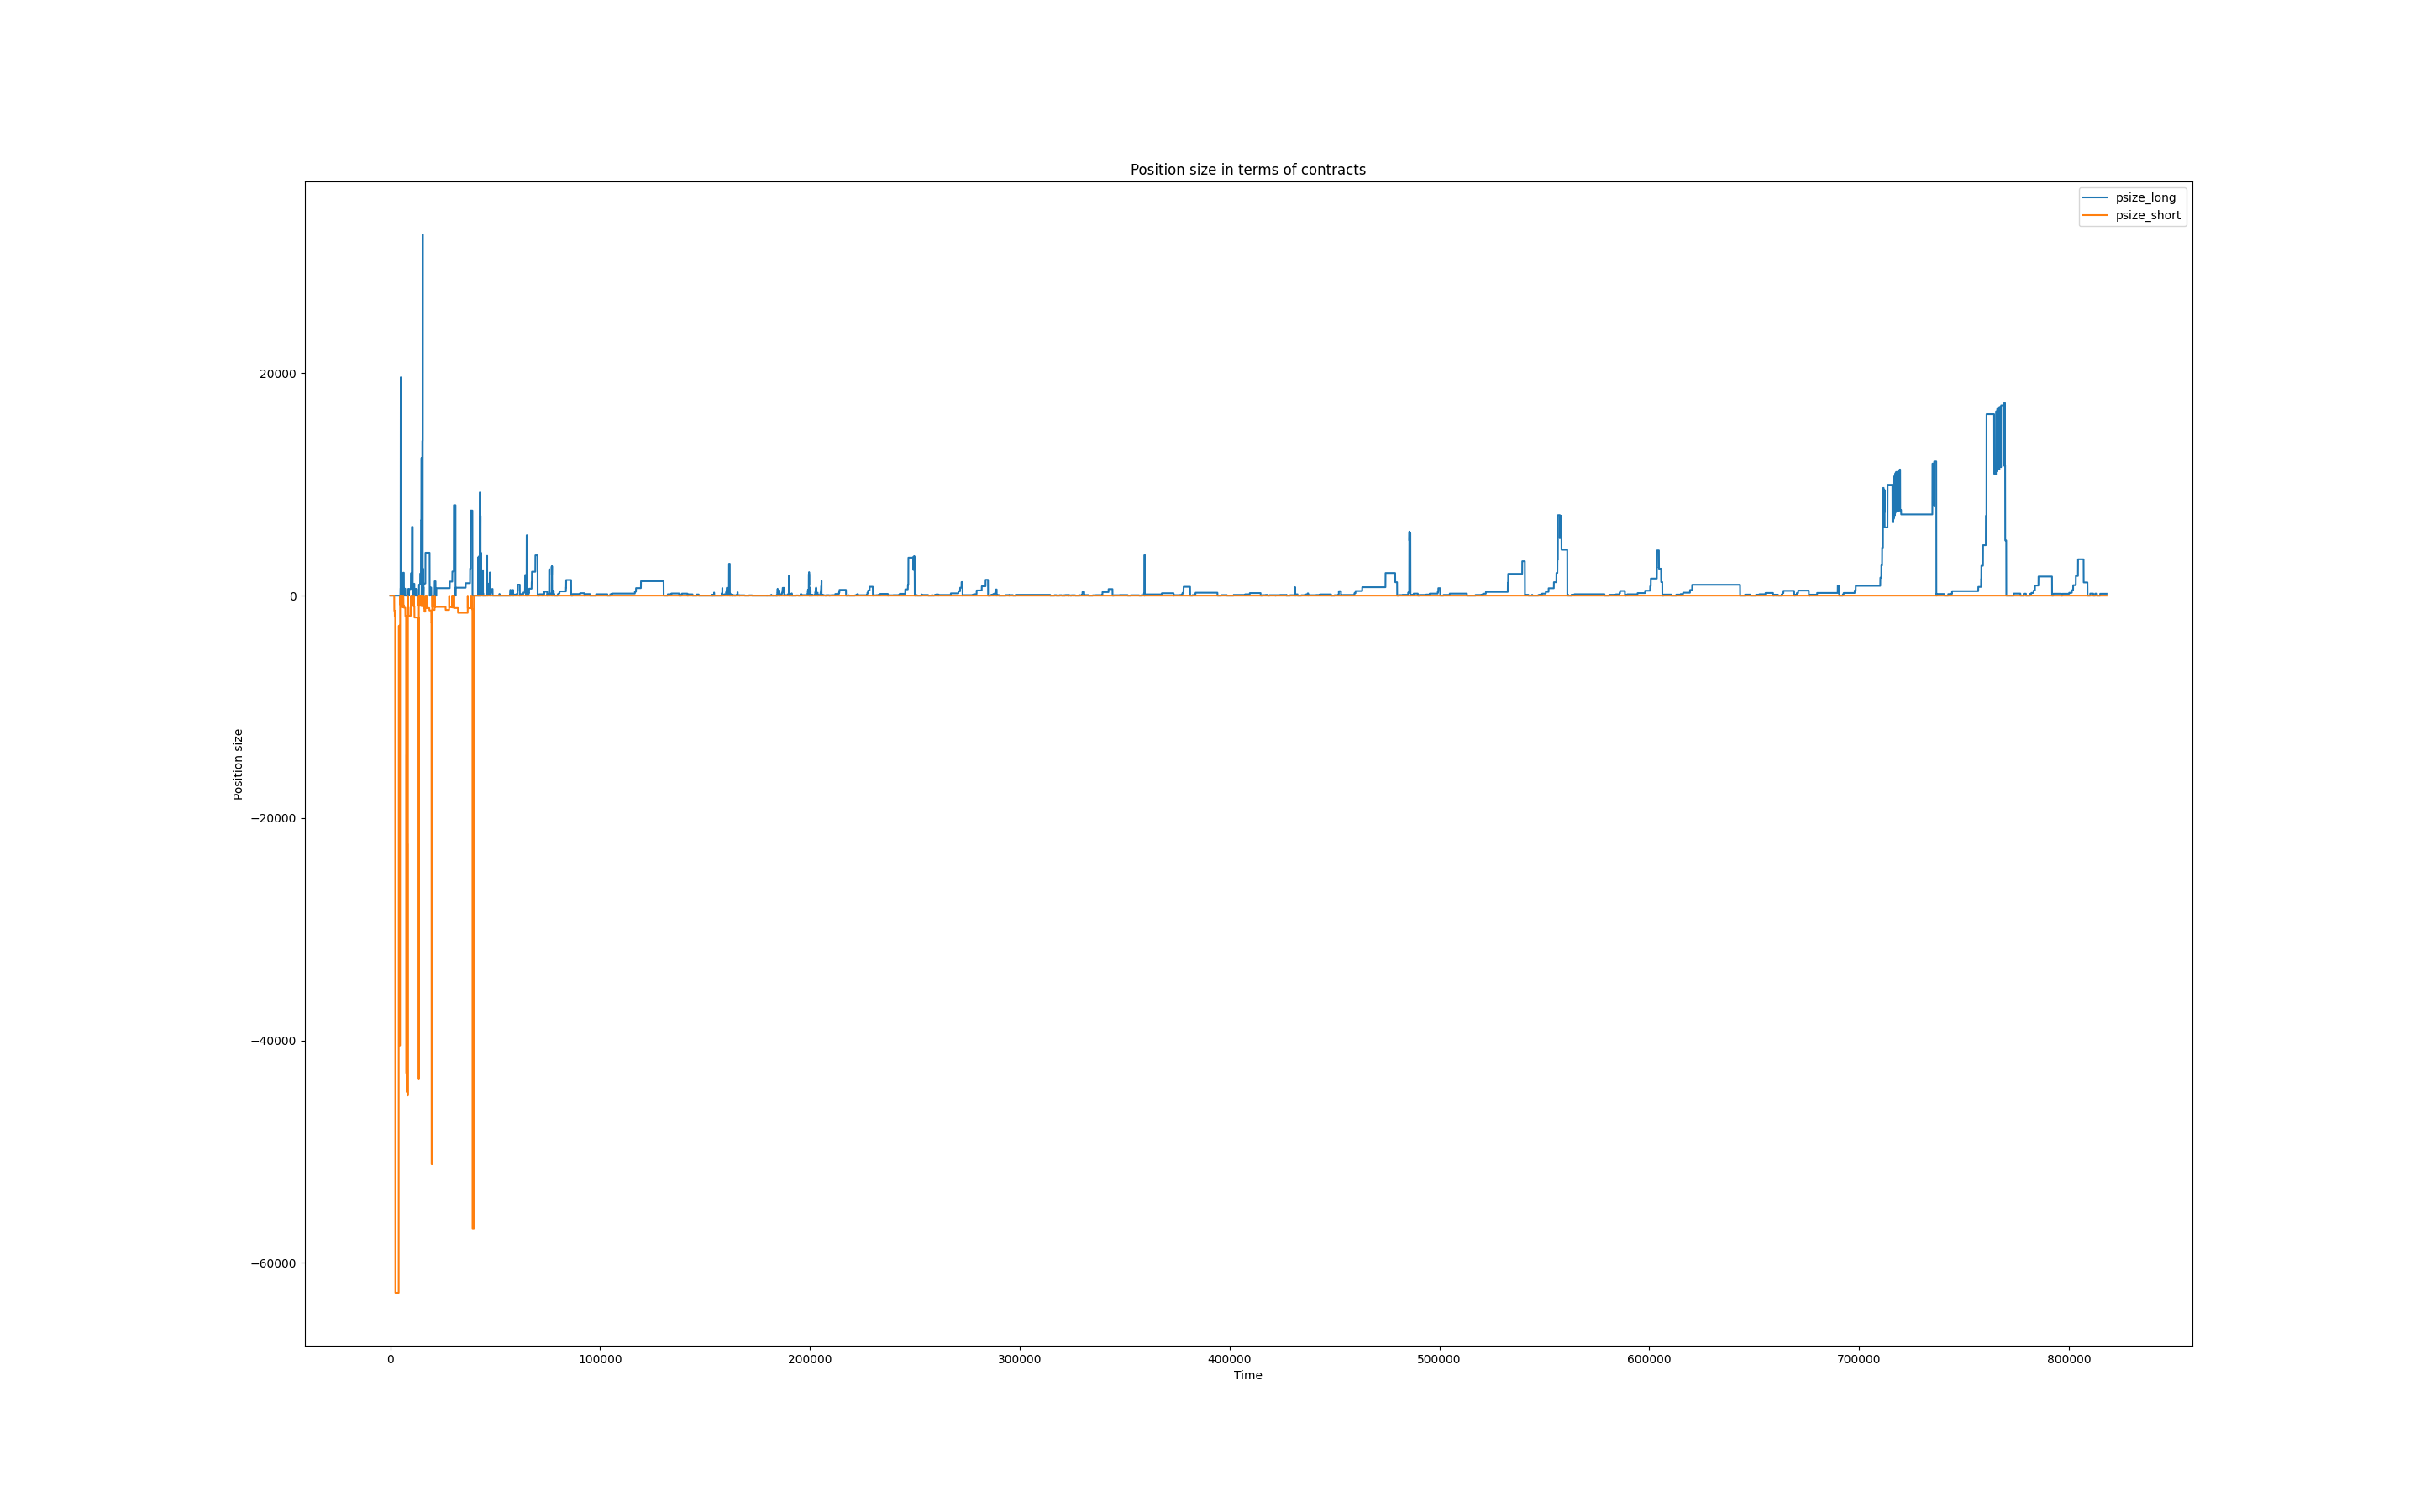 Position size in terms of contracts
psize_long
psize_short
20000
0
−20000
−40000
−60000
Position size
0 100000 200000 300000 400000 500000 600000 700000 800000
Time